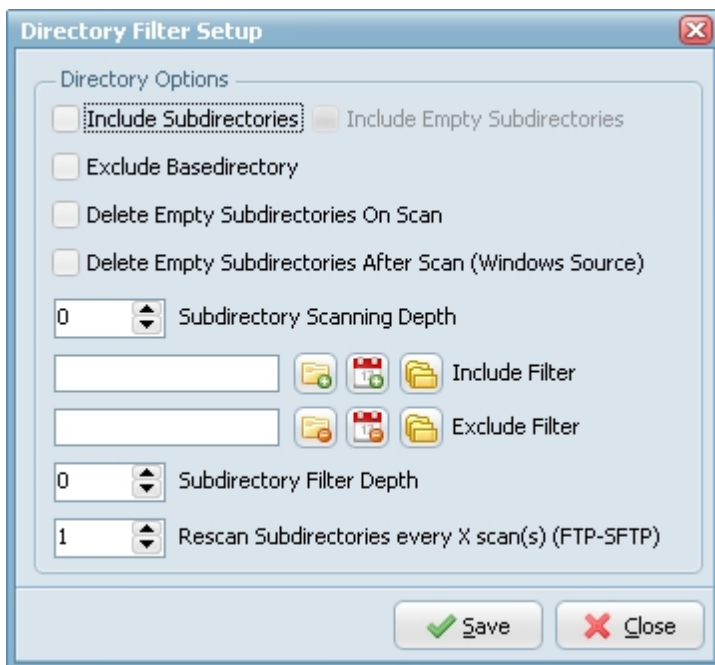 Directory Filter Setup
Directory Options
Include Subdirectories Include Empty Subdirectories
Exclude Basedirectory
Delete Empty Subdirectories On Scan
Delete Empty Subdirectories After Scan (Windows Source)
0 Subdirectory Scanning Depth
17 Include Filter
17 Exclude Filter
0 Subdirectory Filter Depth
1 Rescan Subdirectories every X scan(s) (FTP-SFTP)
Save Close